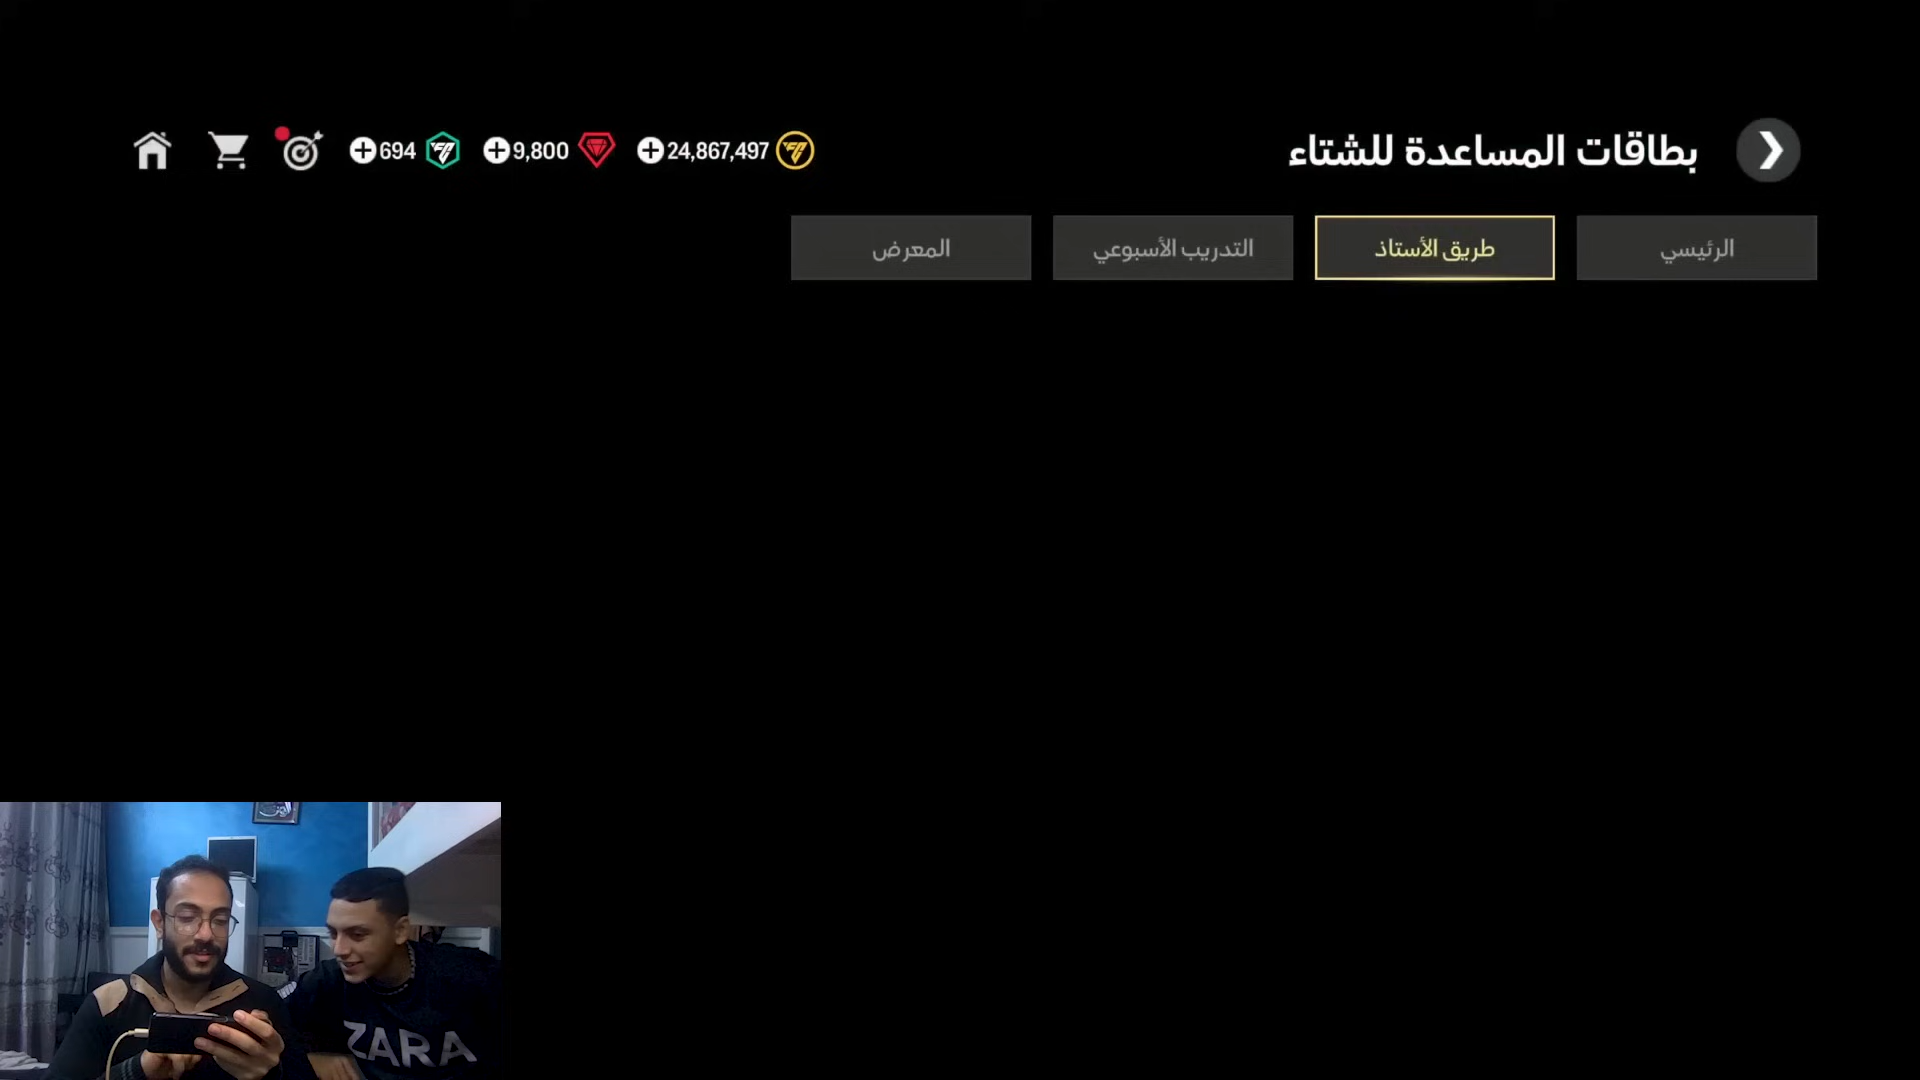 بطاقات المساعدة للشتاء
24,867,497
9,800
694
الرئيسي
طريق الأستاذ
التدريب الأسبوعي
المعرض
ZARA